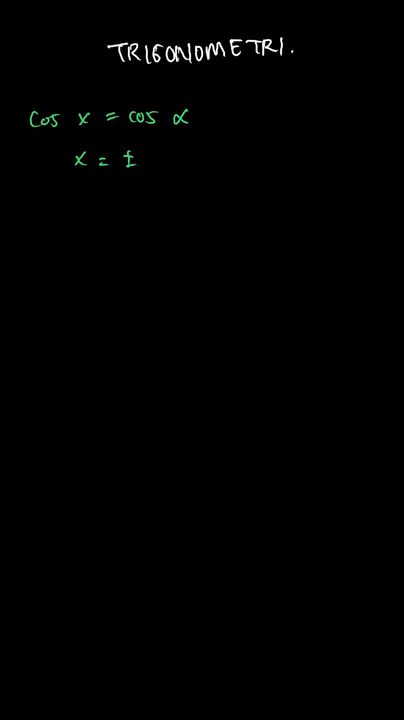 TRIGONOMETRI.
cos x = cos α
x = ±